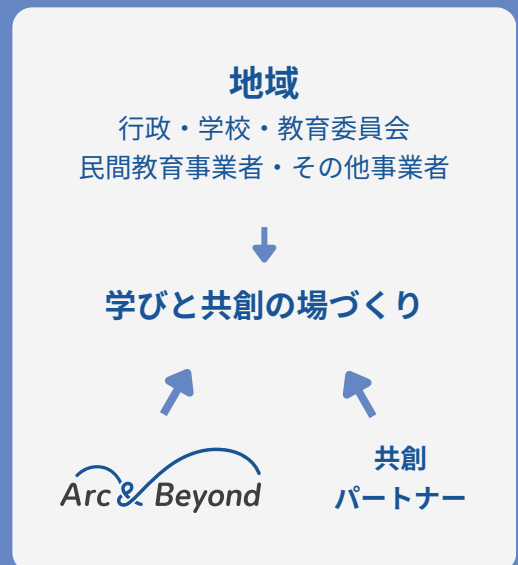 地域
行政・学校・教育委員会
民間教育事業者・その他事業者
学びと共創の場づくり
Arc & Beyond
共創
パートナー